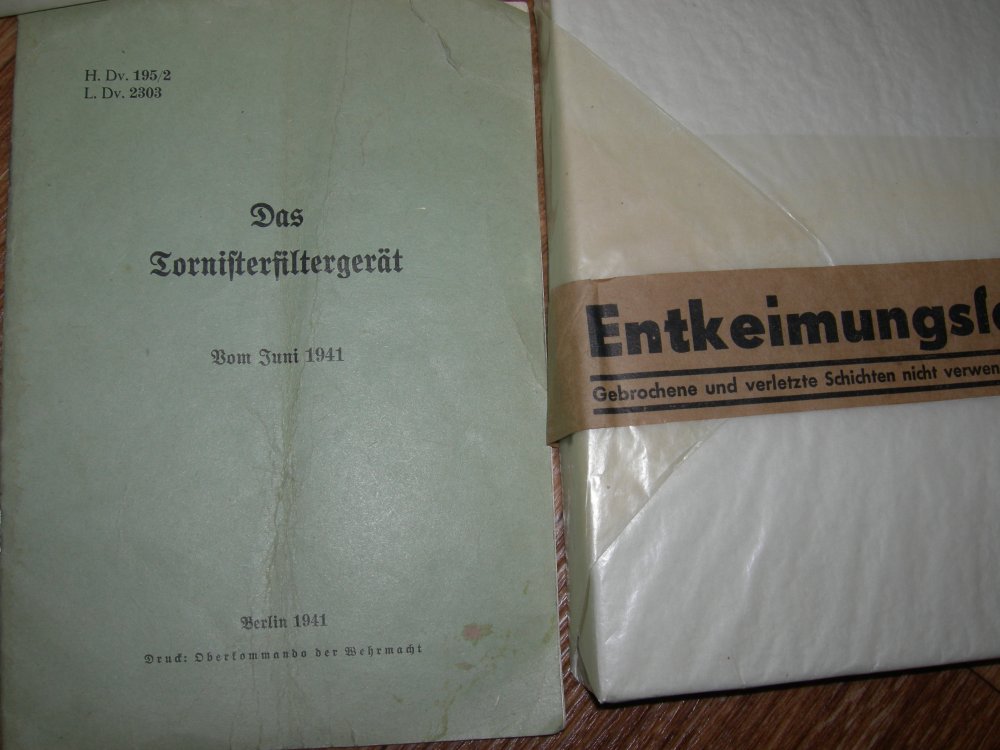 H. Dv. 195/2
L. Dv. 2303
Das
Tornisterfiltergerät
Vom Juni 1941
Berlin 1941
Druck: Oberkommando der Wehrmacht
Entkeimungs
Gebrochene und verletzte Schichten nicht verwen